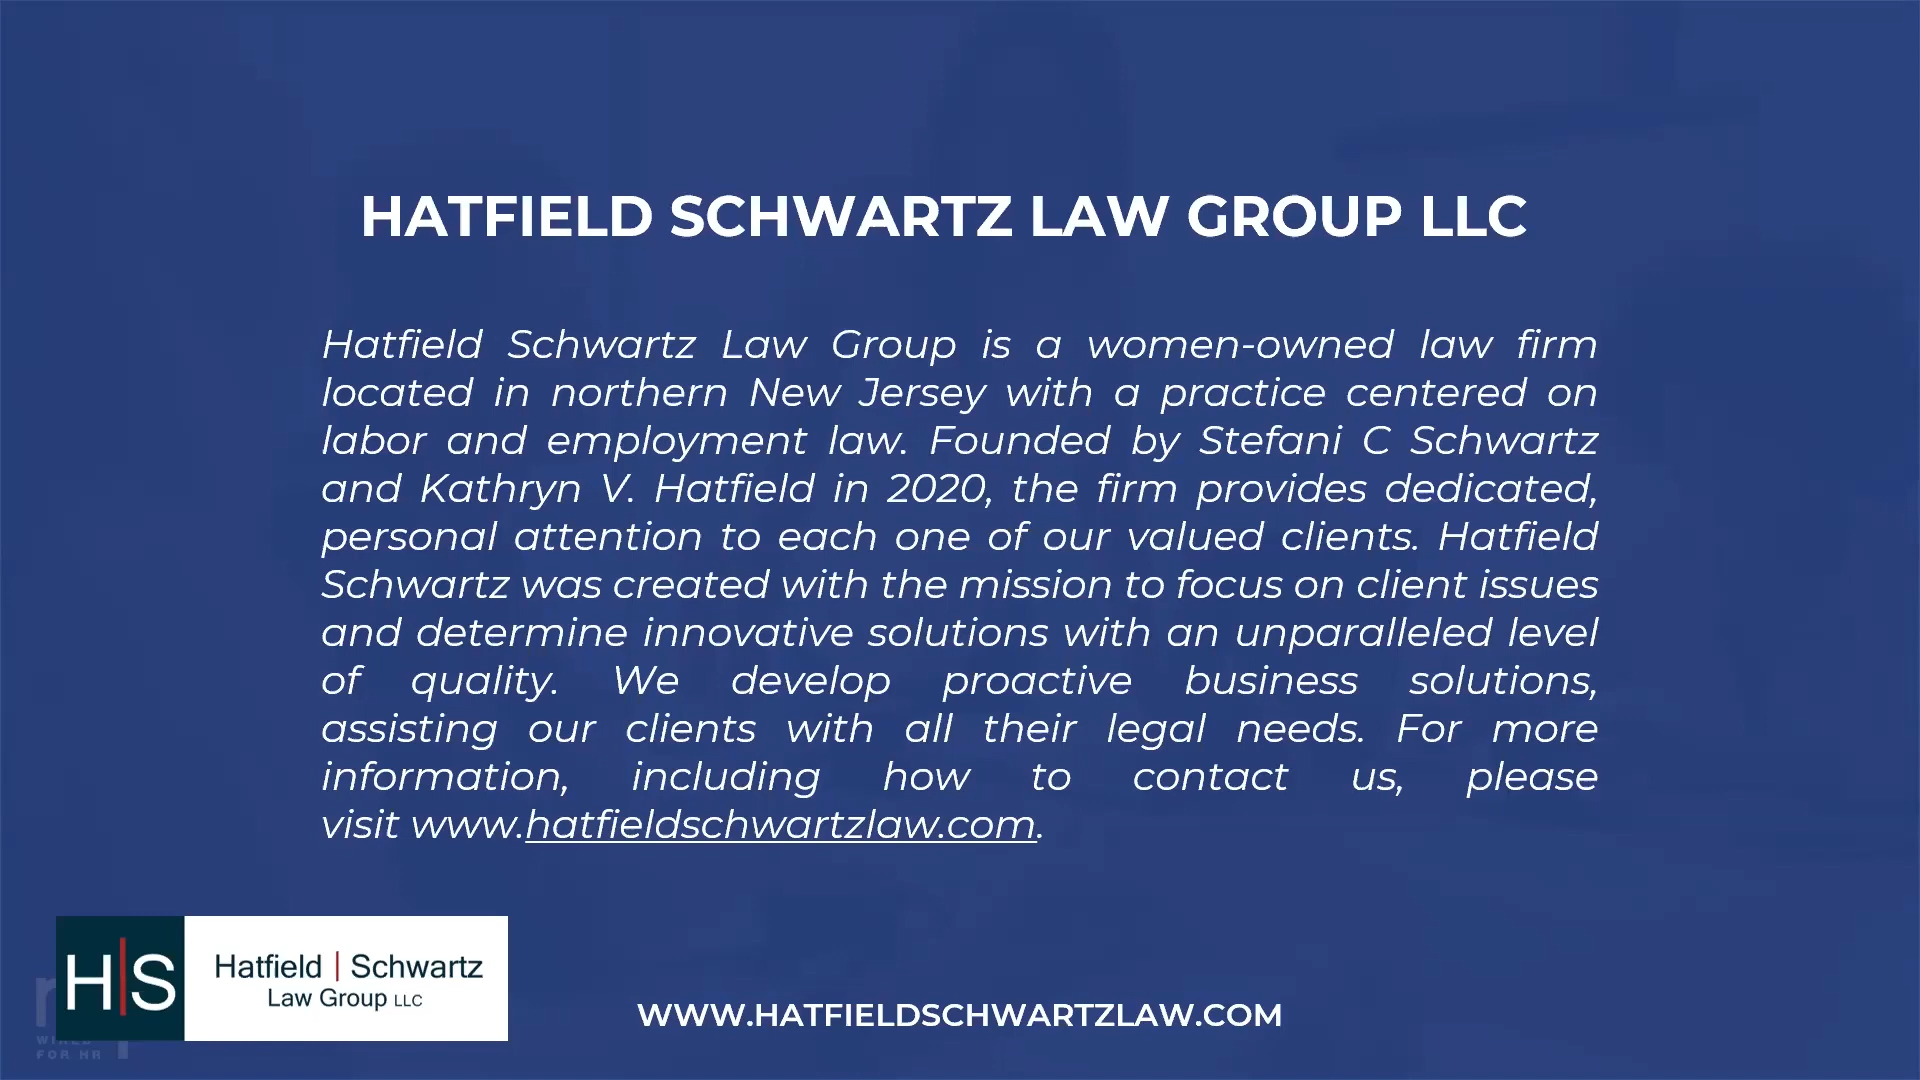 HATFIELD SCHWARTZ LAW GROUP LLC
Hatfield Schwartz Law Group is a women-owned law firm
located in northern New Jersey with a practice centered on
labor and employment law. Founded by Stefani C Schwartz
and Kathryn V. Hatfield in 2020, the firm provides dedicated,
personal attention to each one of our valued clients. Hatfield
Schwartz was created with the mission to focus on client issues
and determine innovative solutions with an unparalleled level
of quality. We develop proactive business solutions,
assisting our clients with all their legal needs. For more
information, including how to contact us, please
visit www.hatfieldschwartzlaw.com.
H|S
Hatfield | Schwartz
Law Group LLC
FOR HR
WWW.HATFIELDSCHWARTZLAW.COM